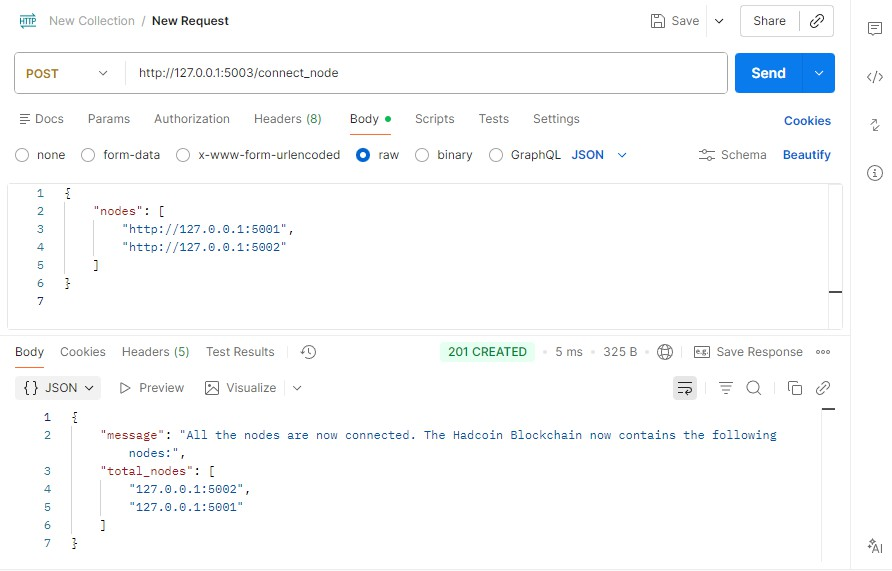 HTTP New Collection / New Request Save Share
POST http://127.0.0.1:5003/connect_node Send
Docs Params Authorization Headers (8) Body Scripts Tests Settings Cookies
none form-data x-www-form-urlencoded raw binary GraphQL JSON Schema Beautify
1 {
2 "nodes": [
3 "http://127.0.0.1:5001",
4 "http://127.0.0.1:5002"
5 ]
6 }
7
Body Cookies Headers (5) Test Results 201 CREATED • 5 ms • 325 B • e.g. Save Response
{} JSON Preview Visualize
1 {
2 "message": "All the nodes are now connected. The Hadcoin Blockchain now contains the following
nodes:",
3 "total_nodes": [
4 "127.0.0.1:5002",
5 "127.0.0.1:5001"
6 ]
7 }
AI